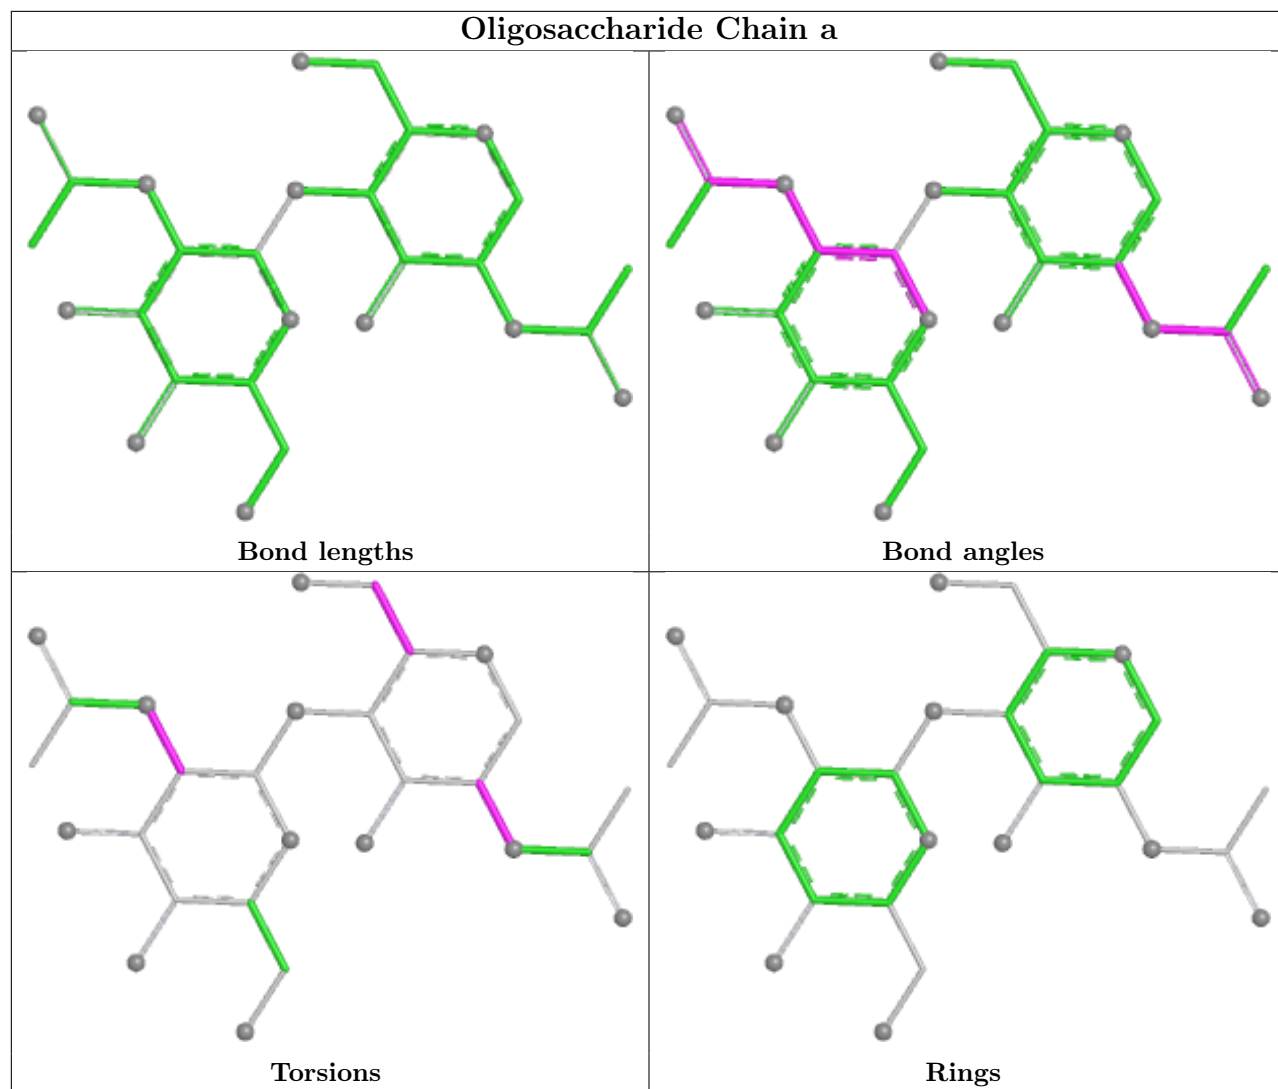 Oligosaccharide Chain a
Bond lengths
Bond angles
Torsions
Rings